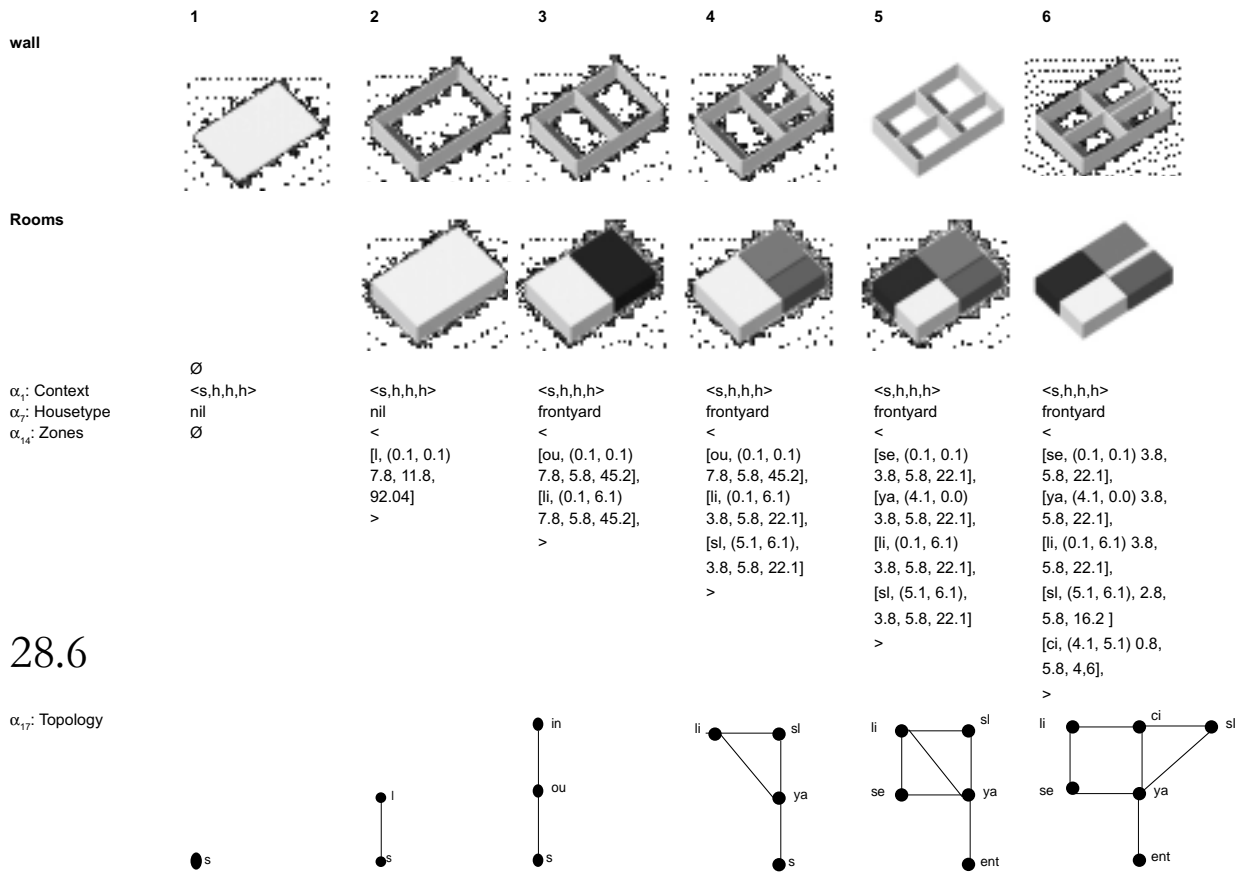 1 2 3 4 5 6
wall
Rooms
Ø
α₁: Context <s,h,h,h> <s,h,h,h> <s,h,h,h> <s,h,h,h> <s,h,h,h> <s,h,h,h>
α₇: Housetype nil nil frontyard frontyard frontyard frontyard
α₁₄: Zones Ø < < < < <
[l, (0.1, 0.1) [ou, (0.1, 0.1) [ou, (0.1, 0.1) [se, (0.1, 0.1) [se, (0.1, 0.1) 3.8,
7.8, 11.8, 7.8, 5.8, 45.2], 7.8, 5.8, 45.2], 3.8, 5.8, 22.1], 5.8, 22.1],
92.04] [li, (0.1, 6.1) [li, (0.1, 6.1) [ya, (4.1, 0.0) [ya, (4.1, 0.0) 3.8,
> 7.8, 5.8, 45.2], 3.8, 5.8, 22.1], 3.8, 5.8, 22.1], 5.8, 22.1],
> [sl, (5.1, 6.1), [li, (0.1, 6.1) [li, (0.1, 6.1) 3.8,
3.8, 5.8, 22.1] 3.8, 5.8, 22.1], 5.8, 22.1],
> [sl, (5.1, 6.1), [sl, (5.1, 6.1), 2.8,
3.8, 5.8, 22.1] 5.8, 16.2 ]
> [ci, (4.1, 5.1) 0.8,
5.8, 4,6],
>
28.6
α₁₇: Topology
s
l
s
in
ou
s
li sl
ya
s
li sl
se ya
ent
li ci sl
se ya
ent